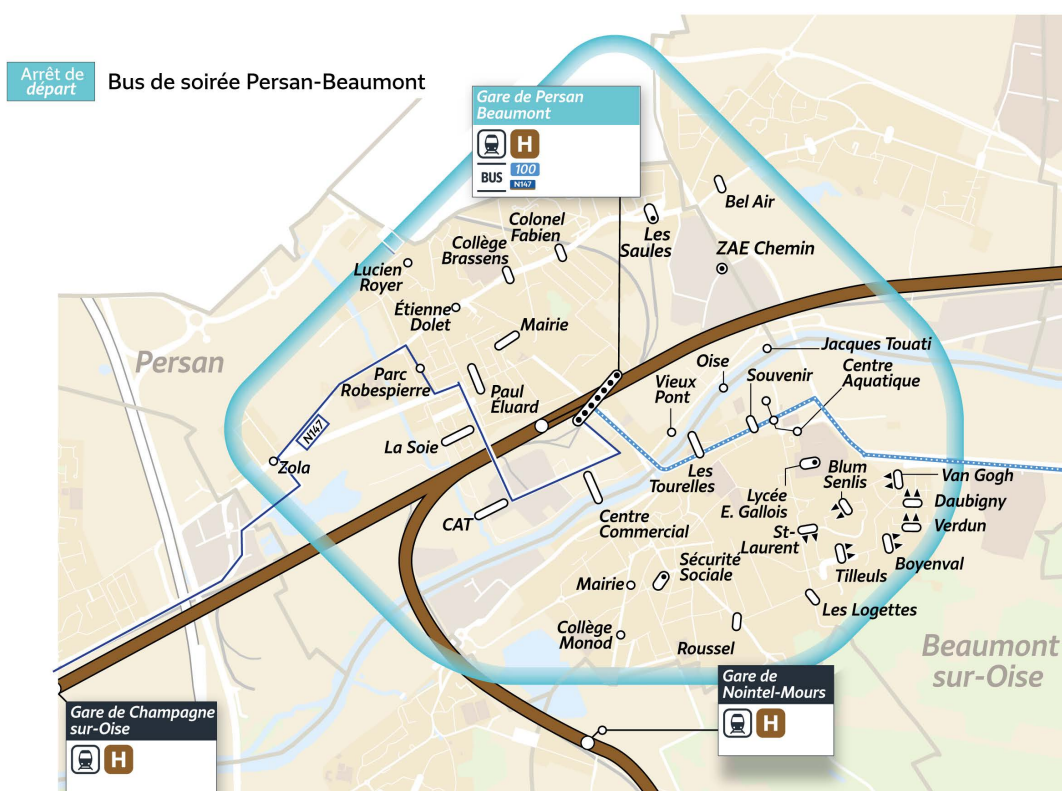 Arrêt de
départ
Bus de soirée Persan-Beaumont
Gare de Persan
Beaumont
H
BUS
100
N147
Bel Air
Les
Saules
Colonel
Fabien
Collège
Brassens
ZAE Chemin
Lucien
Royer
Étienne
Dolet
Mairie
Persan
Jacques Touati
Oise
Souvenir
Centre
Aquatique
Parc
Robespierre
Vieux
Pont
Paul
Éluard
N147
La Soie
Zola
Les
Tourelles
Blum
Senlis
Van Gogh
Lycée
E. Gallois
Daubigny
CAT
Centre
Commercial
Verdun
St-
Laurent
Boyenval
Tilleuls
Sécurité
Sociale
Mairie
Les Logettes
Collège
Monod
Roussel
Beaumont
sur-Oise
Gare de
Nointel-Mours
H
Gare de Champagne
sur-Oise
H